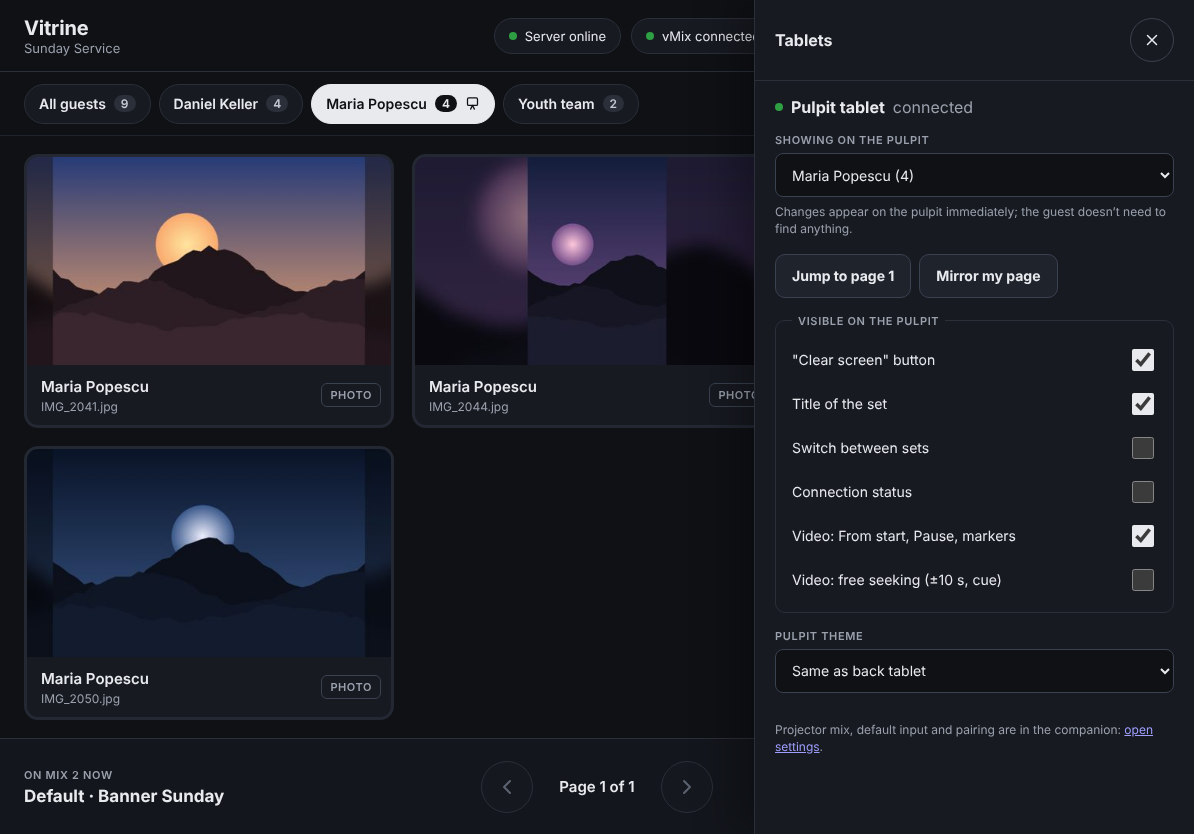 Vitrine
Sunday Service
Server online
vMix connected
All guests 9
Daniel Keller 4
Maria Popescu 4
Youth team 2
Maria Popescu
IMG_2041.jpg
PHOTO
Maria Popescu
IMG_2044.jpg
PHOTO
Maria Popescu
IMG_2050.jpg
PHOTO
ON MIX 2 NOW
Default · Banner Sunday
Page 1 of 1
Tablets
Pulpit tablet connected
SHOWING ON THE PULPIT
Maria Popescu (4)
Changes appear on the pulpit immediately; the guest doesn’t need to
find anything.
Jump to page 1
Mirror my page
VISIBLE ON THE PULPIT
"Clear screen" button
Title of the set
Switch between sets
Connection status
Video: From start, Pause, markers
Video: free seeking (±10 s, cue)
PULPIT THEME
Same as back tablet
Projector mix, default input and pairing are in the companion: open
settings.